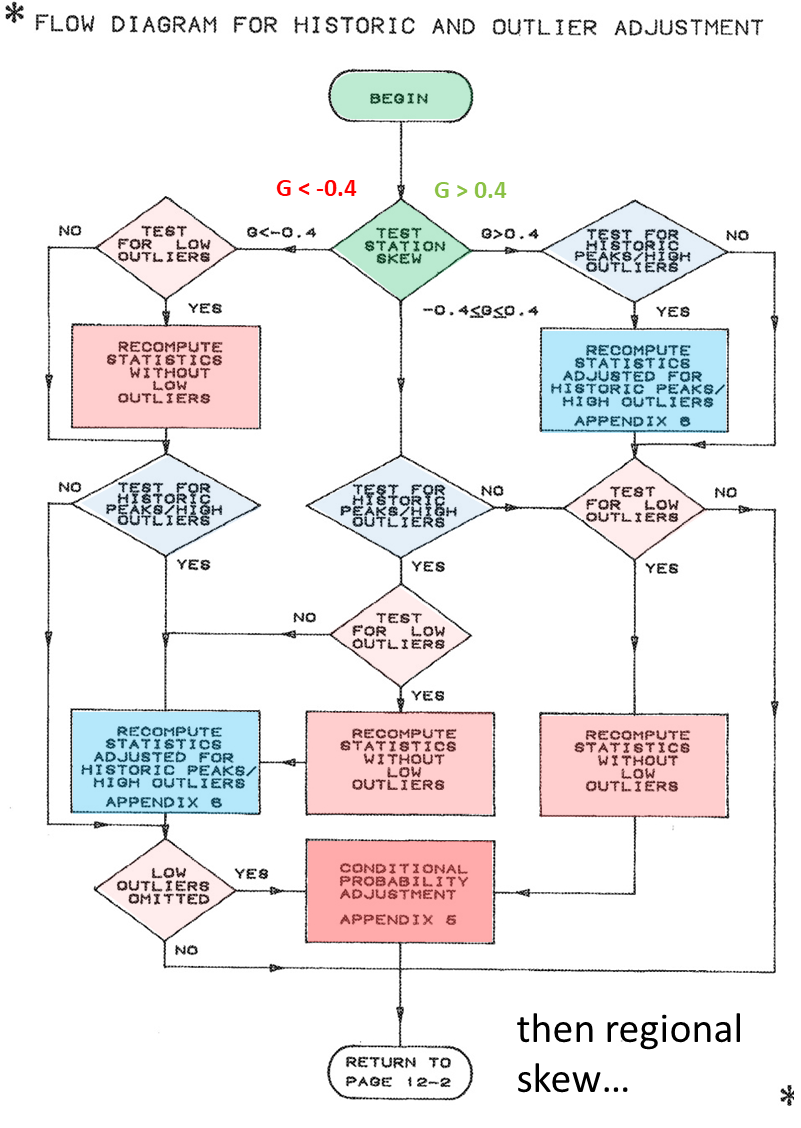 * FLOW DIAGRAM FOR HISTORIC AND OUTLIER ADJUSTMENT
BEGIN
G < -0.4
G > 0.4
TEST
STATION
SKEW
G<-0.4
G>0.4
-0.4≤G≤0.4
TEST
FOR LOW
OUTLIERS
NO
YES
TEST FOR
HISTORIC
PEAKS/HIGH
OUTLIERS
NO
YES
RECOMPUTE
STATISTICS
WITHOUT
LOW
OUTLIERS
RECOMPUTE
STATISTICS
ADJUSTED FOR
HISTORIC PEAKS/
HIGH OUTLIERS
APPENDIX 6
TEST FOR
HISTORIC
PEAKS/HIGH
OUTLIERS
NO
YES
TEST FOR
HISTORIC
PEAKS/HIGH
OUTLIERS
NO
YES
TEST
FOR LOW
OUTLIERS
NO
YES
TEST
FOR LOW
OUTLIERS
NO
YES
RECOMPUTE
STATISTICS
ADJUSTED FOR
HISTORIC PEAKS/
HIGH OUTLIERS
APPENDIX 6
RECOMPUTE
STATISTICS
WITHOUT
LOW
OUTLIERS
RECOMPUTE
STATISTICS
WITHOUT
LOW
OUTLIERS
LOW
OUTLIERS
OMITTED
YES
NO
CONDITIONAL
PROBABILITY
ADJUSTMENT
APPENDIX 5
RETURN TO
PAGE 12-2
then regional
skew...
*